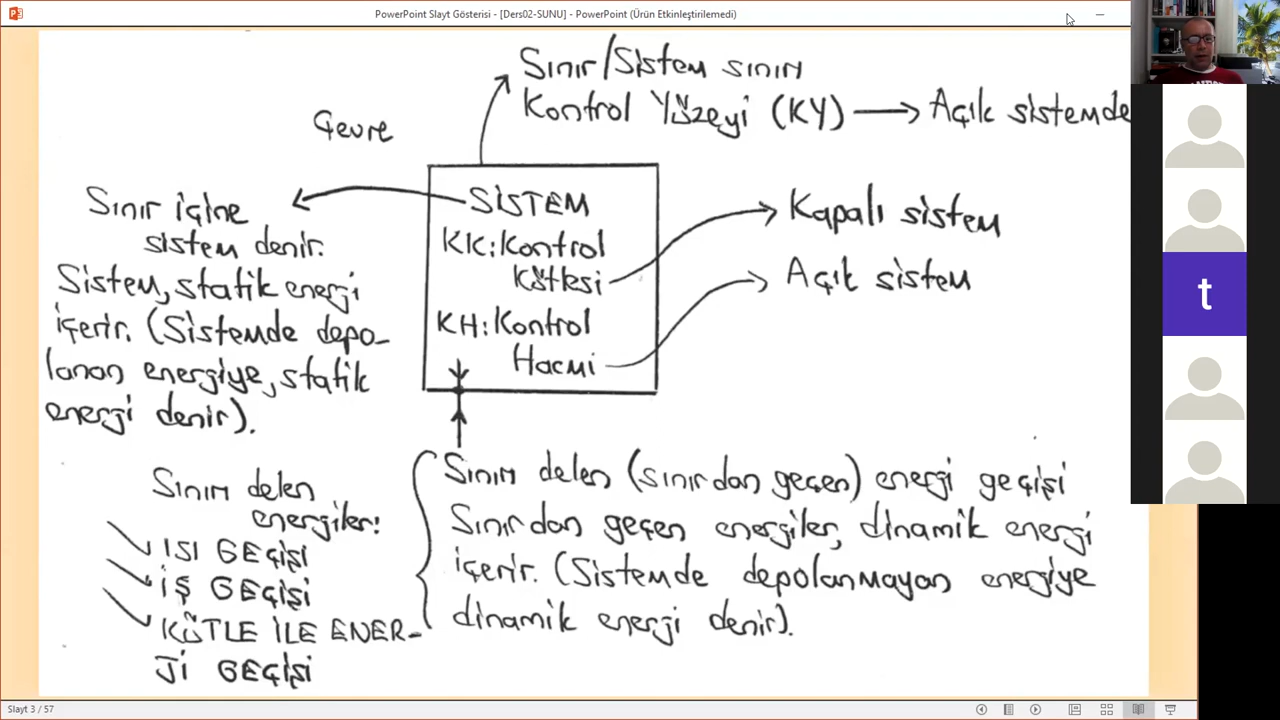 PowerPoint Slayt Gösterisi - [Ders02-SUNU] - PowerPoint (Ürün Etkinleştirilemedi)
Sınır/Sistem sınırı
Kontrol Yüzeyi (KY) → Açık sistemde
Çevre
Sınır içine
sistem denir.
Sistem, statik enerji
içerir. (Sistemde depo-
lanan enerjiye, statik
enerji denir).
SİSTEM
KK: Kontrol
Kütlesi
KH: Kontrol
Hacmi
Kapalı sistem
Açık sistem
Sınırı delen
enerjiler:
ISI GEÇİŞİ
İŞ GEÇİŞİ
KÜTLE İLE ENER-
Jİ GEÇİŞİ
Sınırı delen (sınırdan geçen) enerji geçişi
Sınırdan geçen enerjiler, dinamik enerji
içerir. (Sistemde depolanmayan enerjiye
dinamik enerji denir).
t
Slayt 3 / 57